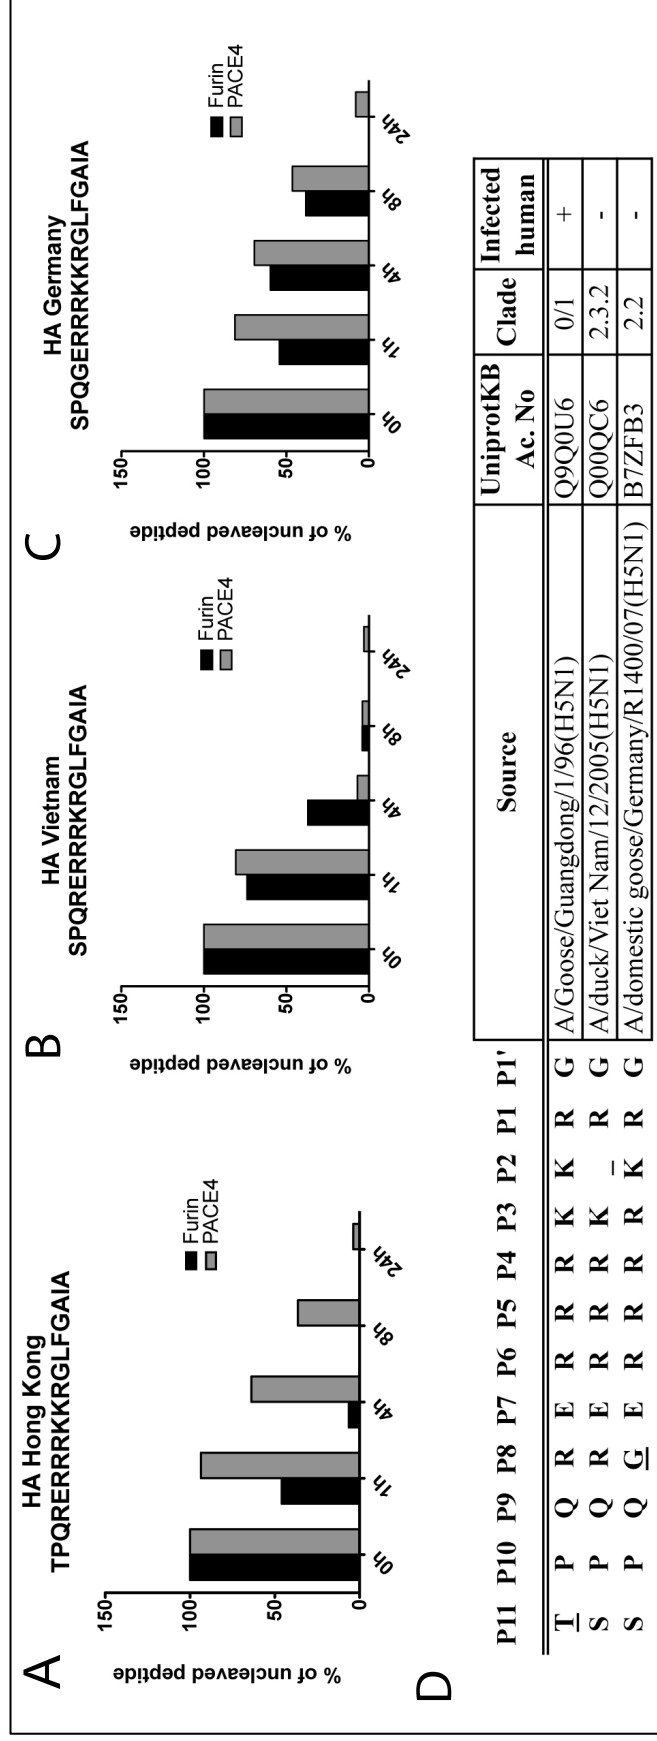 A
HA Hong Kong
TPQRERRRKKRGLFGAIA
% of uncleaved peptide
150
100
50
0
0h
1h
4h
8h
24h
Furin
PACE4
B
HA Vietnam
SPQRERRRKRGLFGAIA
% of uncleaved peptide
150
100
50
0
0h
1h
4h
8h
24h
Furin
PACE4
C
HA Germany
SPQGERRRKKRGLFGAIA
% of uncleaved peptide
150
100
50
0
0h
1h
4h
8h
24h
Furin
PACE4
D
P11 P10 P9 P8 P7 P6 P5 P4 P3 P2 P1 P1' Source UniprotKB Ac. No Clade Infected human
T P Q R E R R R K K R G A/Goose/Guangdong/1/96(H5N1) Q9Q0U6 0/1 +
S P Q R E R R R K _ R G A/duck/Viet Nam/12/2005(H5N1) Q00QC6 2.3.2 -
S P Q G E R R R R K R G A/domestic goose/Germany/R1400/07(H5N1) B7ZFB3 2.2 -